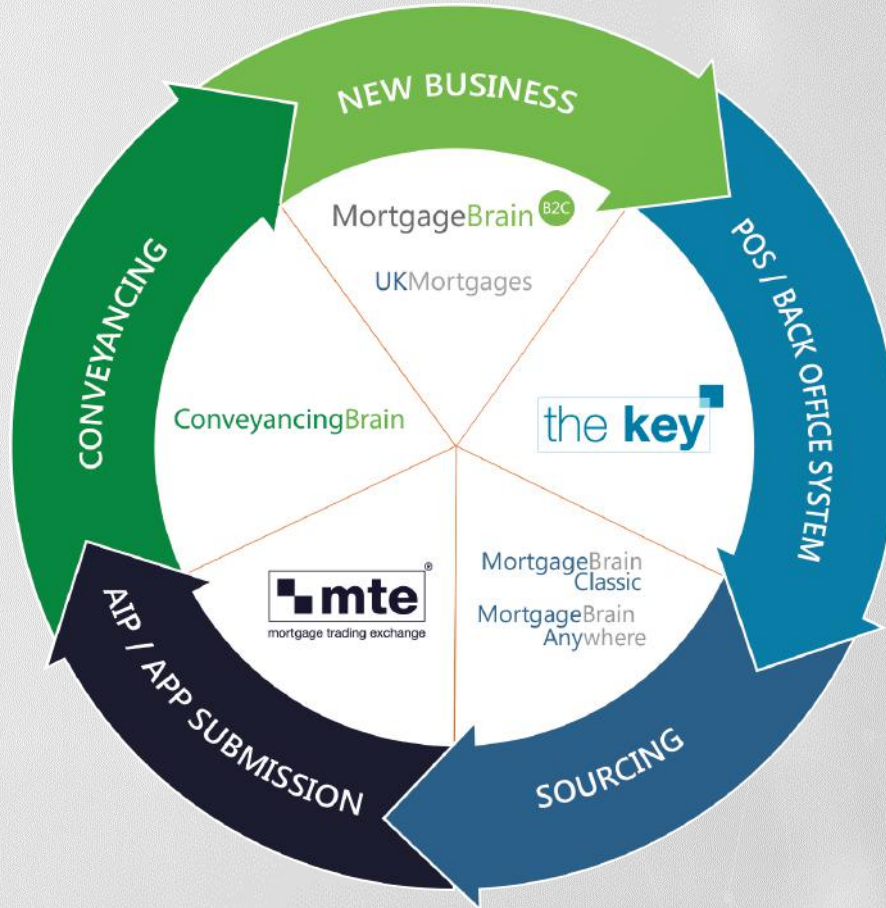 NEW BUSINESS
MortgageBrain B2C
UKMortgages
POS / BACK OFFICE SYSTEM
the key
SOURCING
MortgageBrain
Classic
MortgageBrain
Anywhere
AIP / APP SUBMISSION
mte®
mortgage trading exchange
CONVEYANCING
ConveyancingBrain